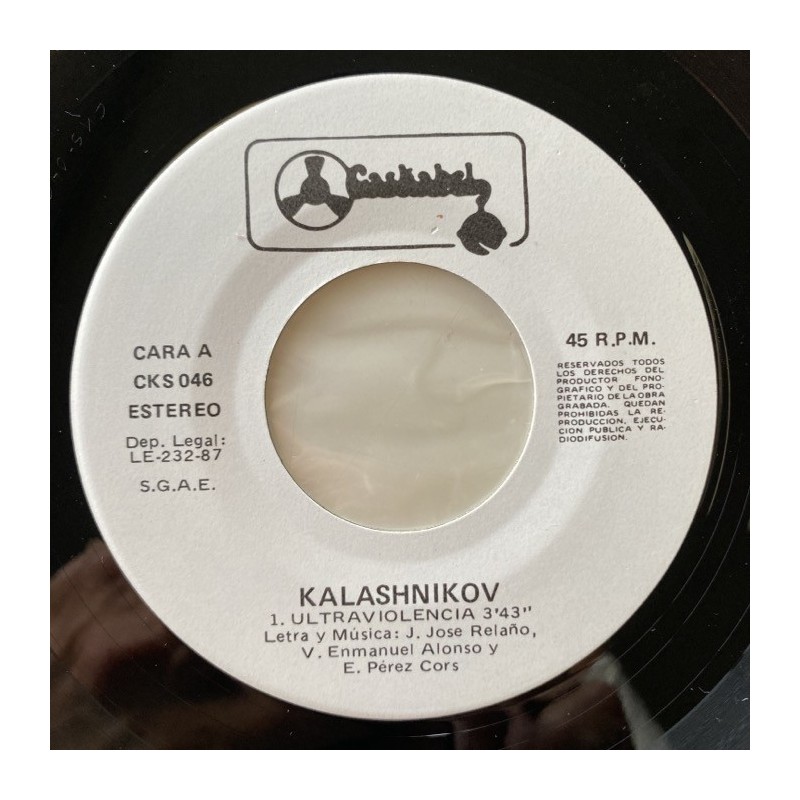 Caskabel
CARA A
CKS 046
ESTEREO
Dep. Legal:
LE-232-87
S.G.A.E.
45 R.P.M.
RESERVADOS TODOS
LOS DERECHOS DEL
PRODUCTOR FONO-
GRAFICO Y DEL PRO-
PIETARIO DE LA OBRA
GRABADA. QUEDAN
PROHIBIDAS LA RE-
PRODUCCION, EJECU-
CION PUBLICA Y RA-
DIODIFUSION.
KALASHNIKOV
1. ULTRAVIOLENCIA 3'43"
Letra y Música: J. Jose Relaño,
V. Enmanuel Alonso y
E. Pérez Cors